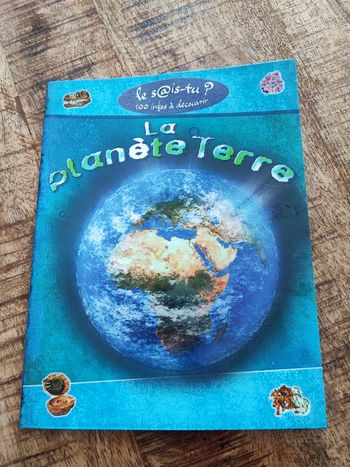 le s@is-tu ?
100 infos à découvrir
La
planète Terre